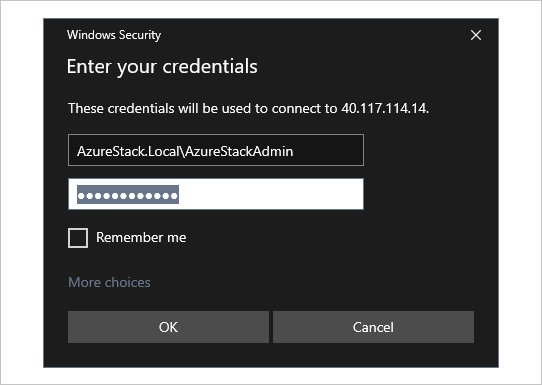 Windows Security
Enter your credentials
These credentials will be used to connect to 40.117.114.14.
AzureStack.Local\AzureStackAdmin
●●●●●●●●●●●●
Remember me
More choices
OK
Cancel